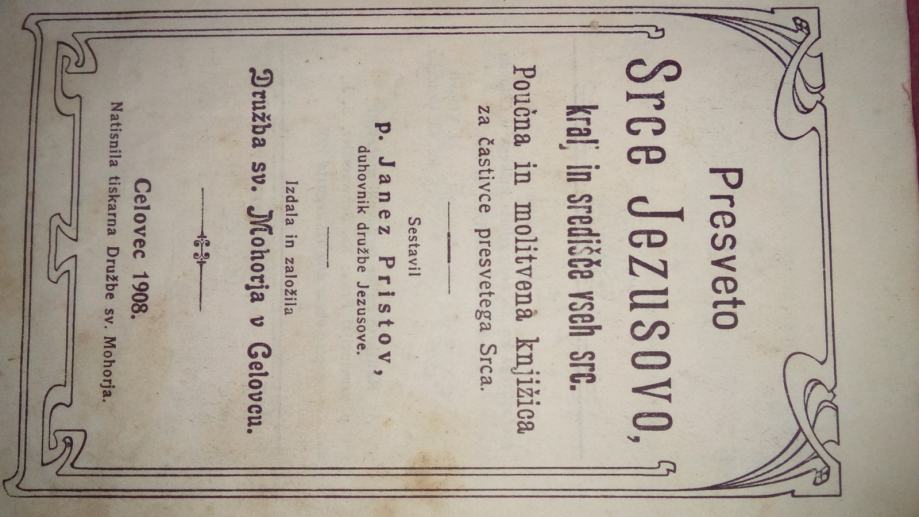 Presveto
Srce Jezusovo,
kralj in središče vseh src.
Poučna in molitvena knjižica
za častivce presvetega Srca.
Sestavil
P. Janez Pristov,
duhovnik družbe Jezusove.
Izdala in založila
Družba sv. Mohorja v Celovcu.
Celovec 1908.
Natisnila tiskarna Družbe sv. Mohorja.